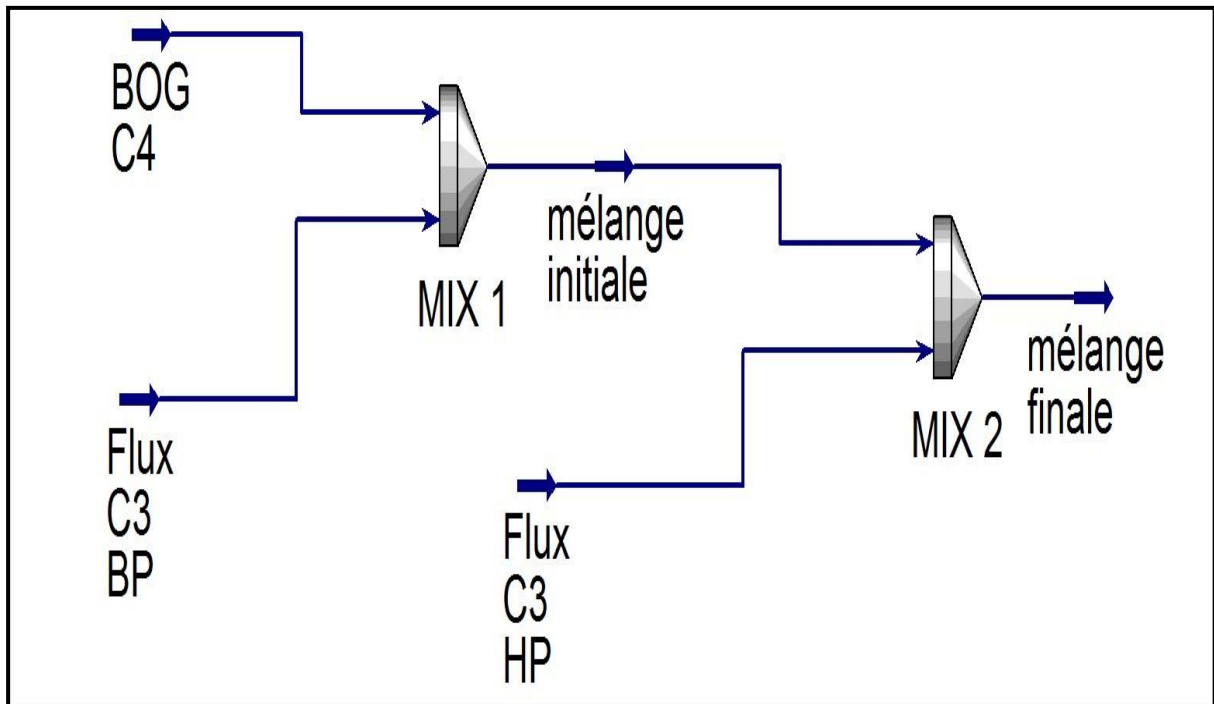 BOG
C4
MIX 1
mélange
initiale
Flux
C3
BP
MIX 2
mélange
finale
Flux
C3
HP